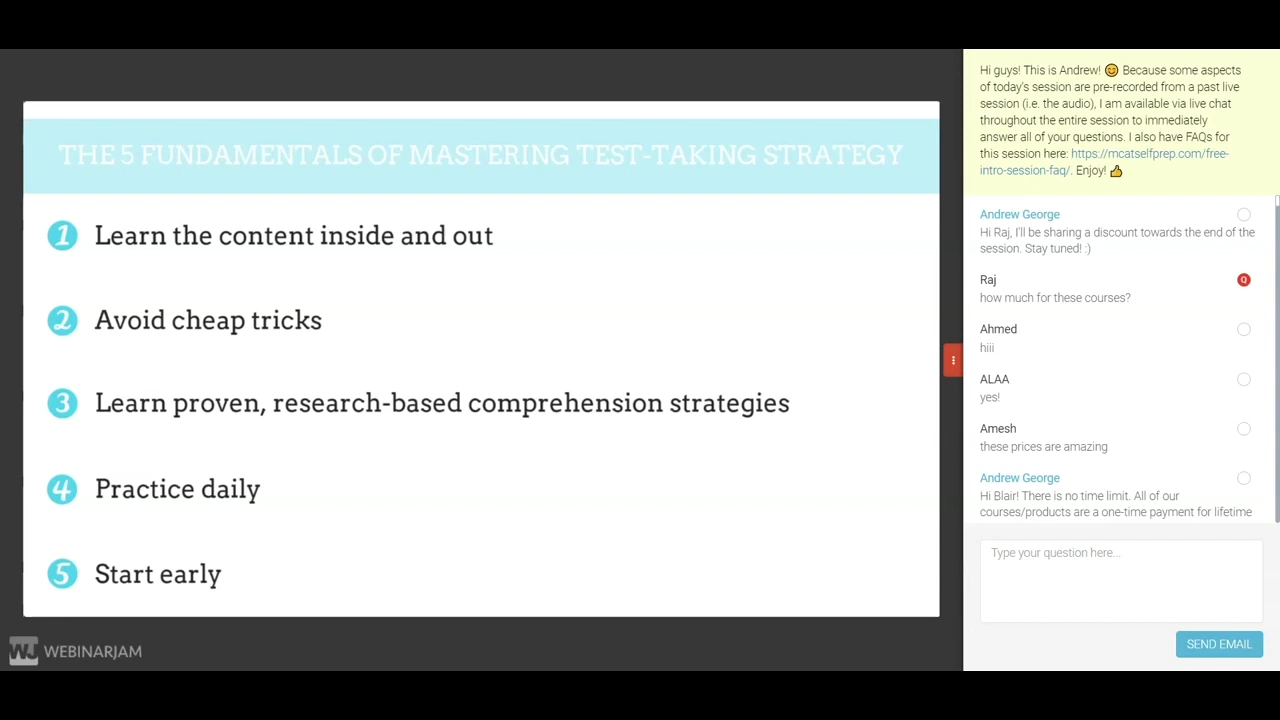 THE 5 FUNDAMENTALS OF MASTERING TEST-TAKING STRATEGY
1 Learn the content inside and out
2 Avoid cheap tricks
3 Learn proven, research-based comprehension strategies
4 Practice daily
5 Start early
WJ WEBINARJAM
Hi guys! This is Andrew! 😊 Because some aspects
of today's session are pre-recorded from a past live
session (i.e. the audio), I am available via live chat
throughout the entire session to immediately
answer all of your questions. I also have FAQs for
this session here: https://mcatselfprep.com/free-
intro-session-faq/. Enjoy! 👍
Andrew George
Hi Raj, I'll be sharing a discount towards the end of the
session. Stay tuned! :)
Raj
Q
how much for these courses?
Ahmed
hiii
ALAA
yes!
Amesh
these prices are amazing
Andrew George
Hi Blair! There is no time limit. All of our
courses/products are a one-time payment for lifetime
Type your question here...
SEND EMAIL